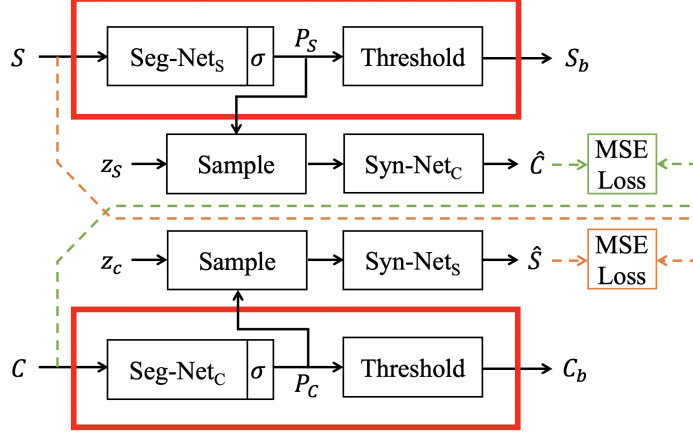 S Seg-Net_S σ P_S Threshold S_b
z_S Sample Syn-Net_C Ĉ MSE
Loss
z_c Sample Syn-Net_S Ŝ MSE
Loss
C Seg-Net_C σ P_C Threshold C_b